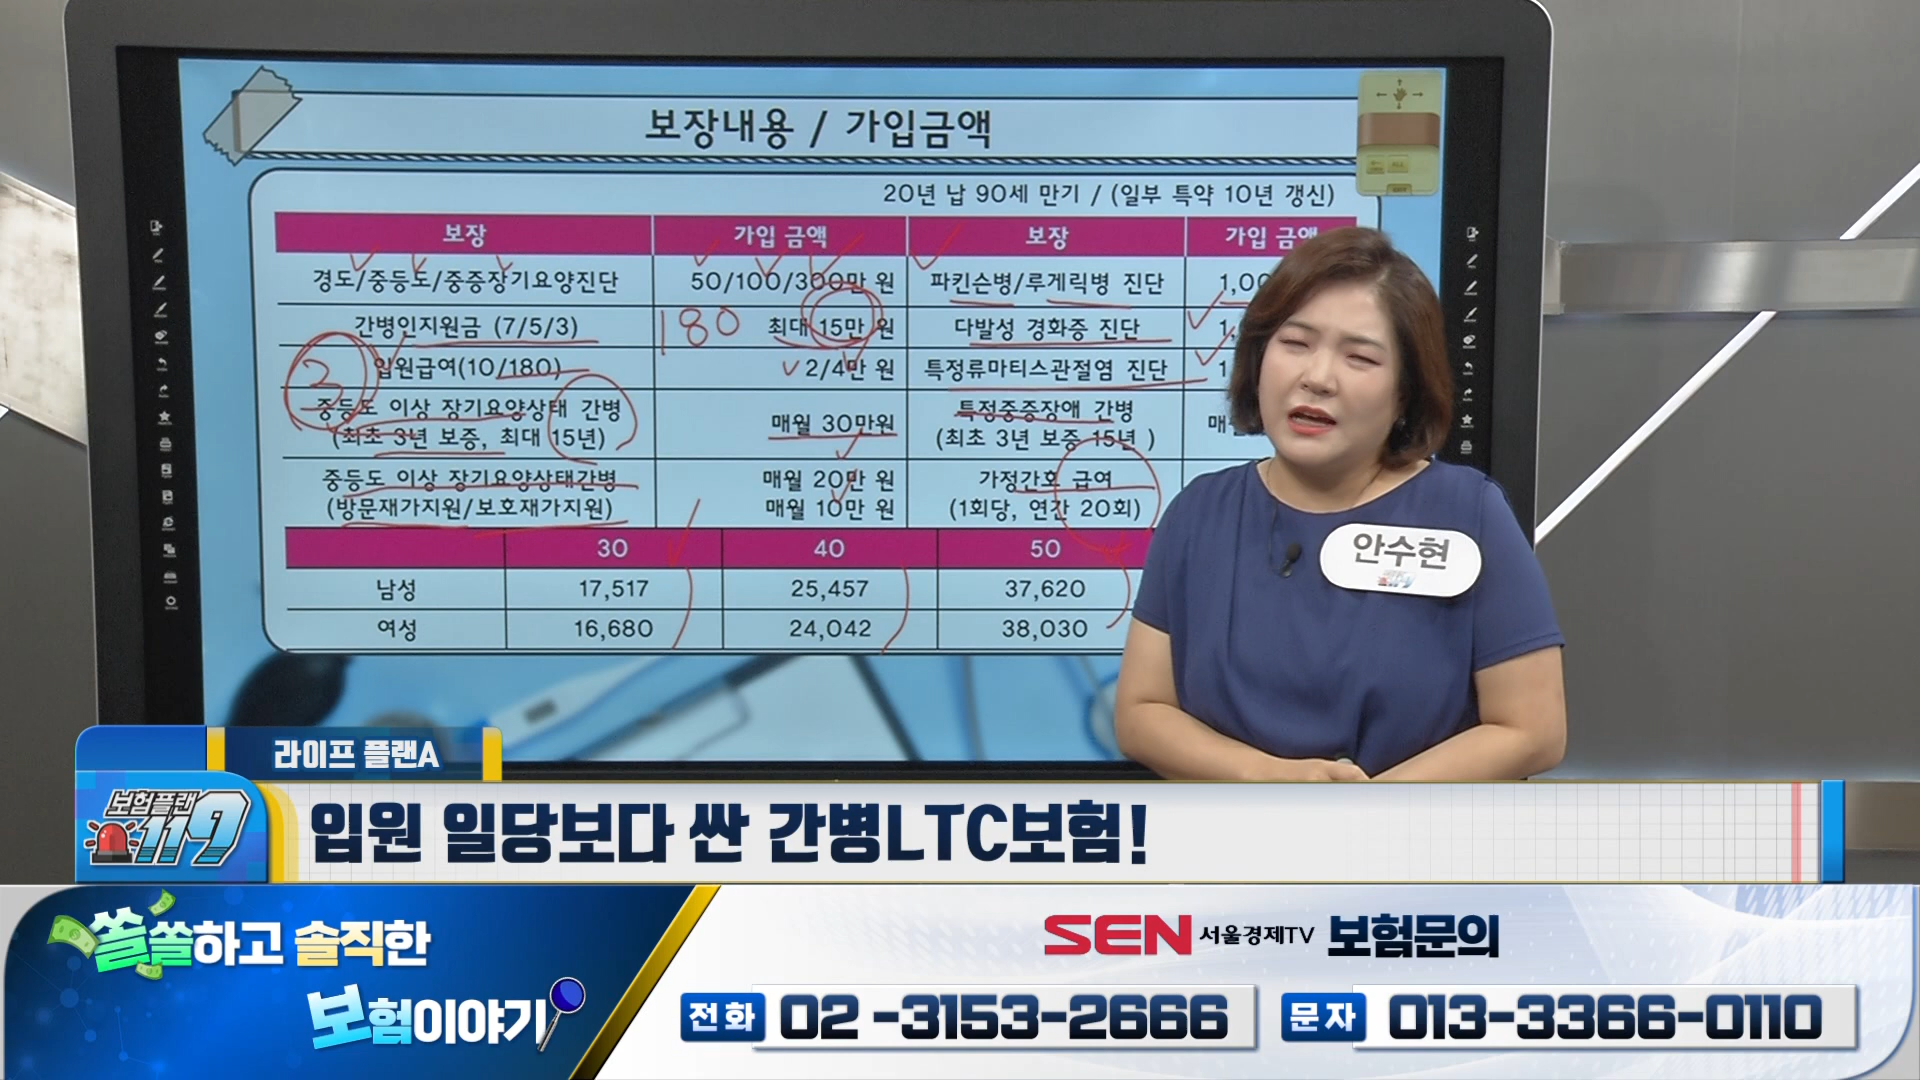 보장내용 / 가입금액
20년 납 90세 만기 / (일부 특약 10년 갱신)
보장 가입 금액 보장 가입 금액
경도/중등도/중증장기요양진단 50/100/300만 원 파킨슨병/루게릭병 진단 1,00
간병인지원금 (7/5/3) 180 최대 15만 원 다발성 경화증 진단 1,
3 입원급여(10/180) 2/4만 원 특정류마티스관절염 진단 1
중등도 이상 장기요양상태 간병 (최초 3년 보증, 최대 15년) 매월 30만원 특정중증장애 간병 (최초 3년 보증 15년 ) 매
중등도 이상 장기요양상태간병 (방문재가지원/보호재가지원) 매월 20만 원 매월 10만 원 가정간호 급여 (1회당, 연간 20회)
30 40 50
남성 17,517 25,457 37,620
여성 16,680 24,042 38,030
안수현
라이프 플랜A
보험플랜 119
입원 일당보다 싼 간병LTC보험!
쏠쏠하고 솔직한
보험이야기
SEN 서울경제TV 보험문의
전화 02 -3153-2666 문자 013-3366-0110